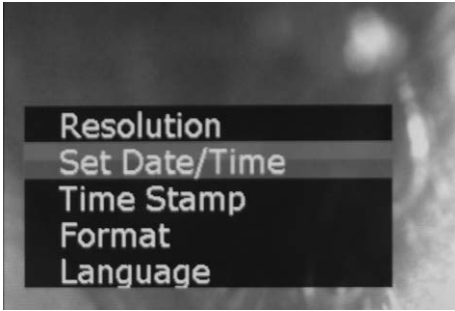 Resolution
Set Date/Time
Time Stamp
Format
Language